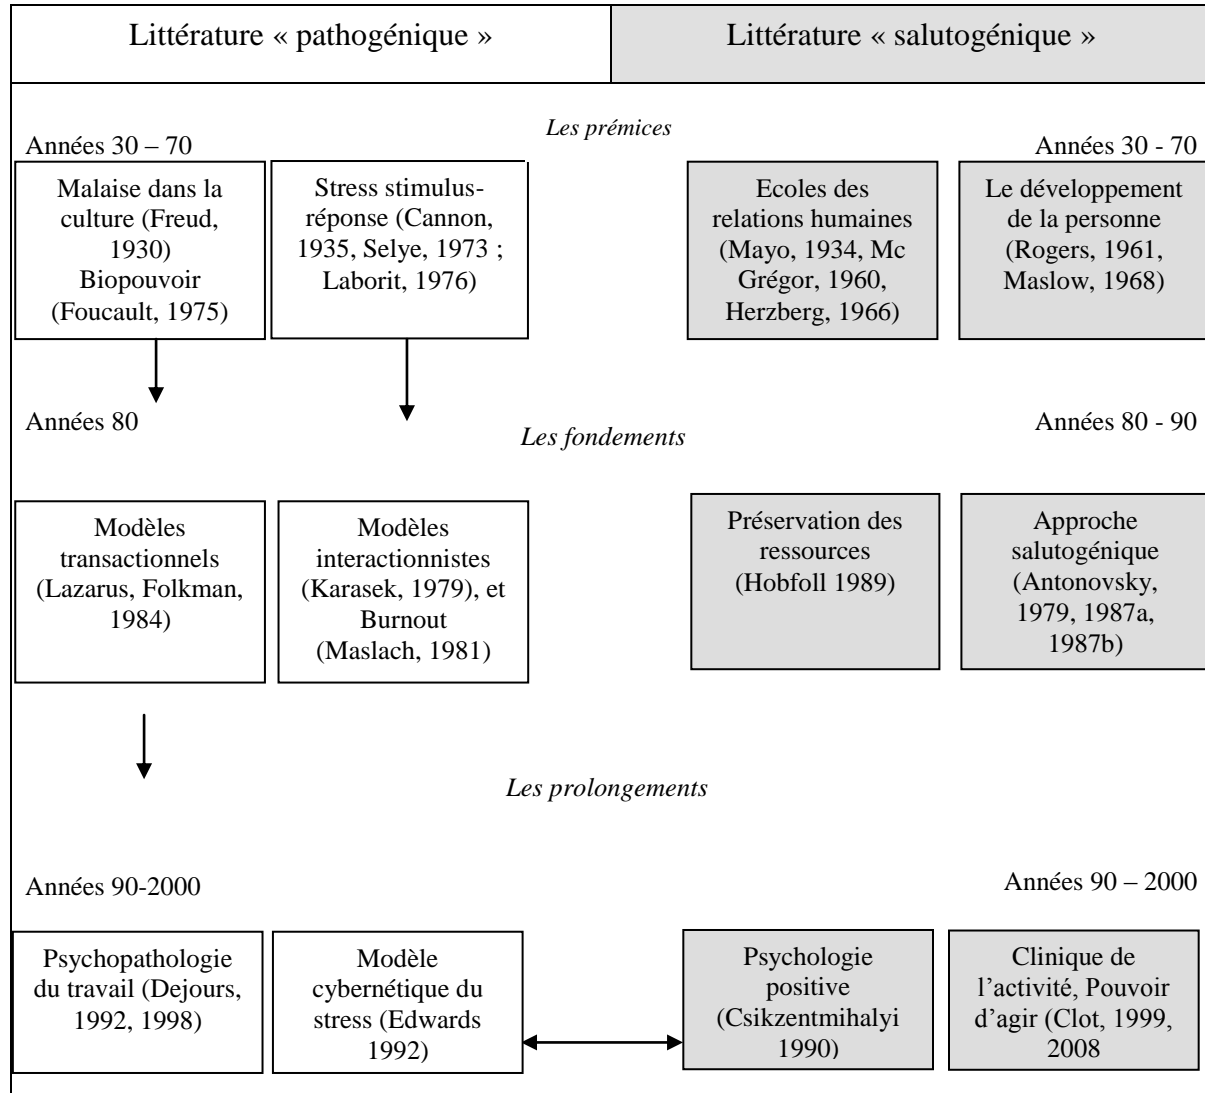 Littérature « pathogénique »
Littérature « salutogénique »
Les prémices
Années 30 – 70
Années 30 - 70
Malaise dans la
culture (Freud,
1930)
Biopouvoir
(Foucault, 1975)
Stress stimulus-
réponse (Cannon,
1935, Selye, 1973 ;
Laborit, 1976)
Ecoles des
relations humaines
(Mayo, 1934, Mc
Grégor, 1960,
Herzberg, 1966)
Le développement
de la personne
(Rogers, 1961,
Maslow, 1968)
Années 80
Les fondements
Années 80 - 90
Modèles
transactionnels
(Lazarus, Folkman,
1984)
Modèles
interactionnistes
(Karasek, 1979), et
Burnout
(Maslach, 1981)
Préservation des
ressources
(Hobfoll 1989)
Approche
salutogénique
(Antonovsky,
1979, 1987a,
1987b)
Les prolongements
Années 90-2000
Années 90 – 2000
Psychopathologie
du travail (Dejours,
1992, 1998)
Modèle
cybernétique du
stress (Edwards
1992)
Psychologie
positive
(Csikzentmihalyi
1990)
Clinique de
l’activité, Pouvoir
d’agir (Clot, 1999,
2008